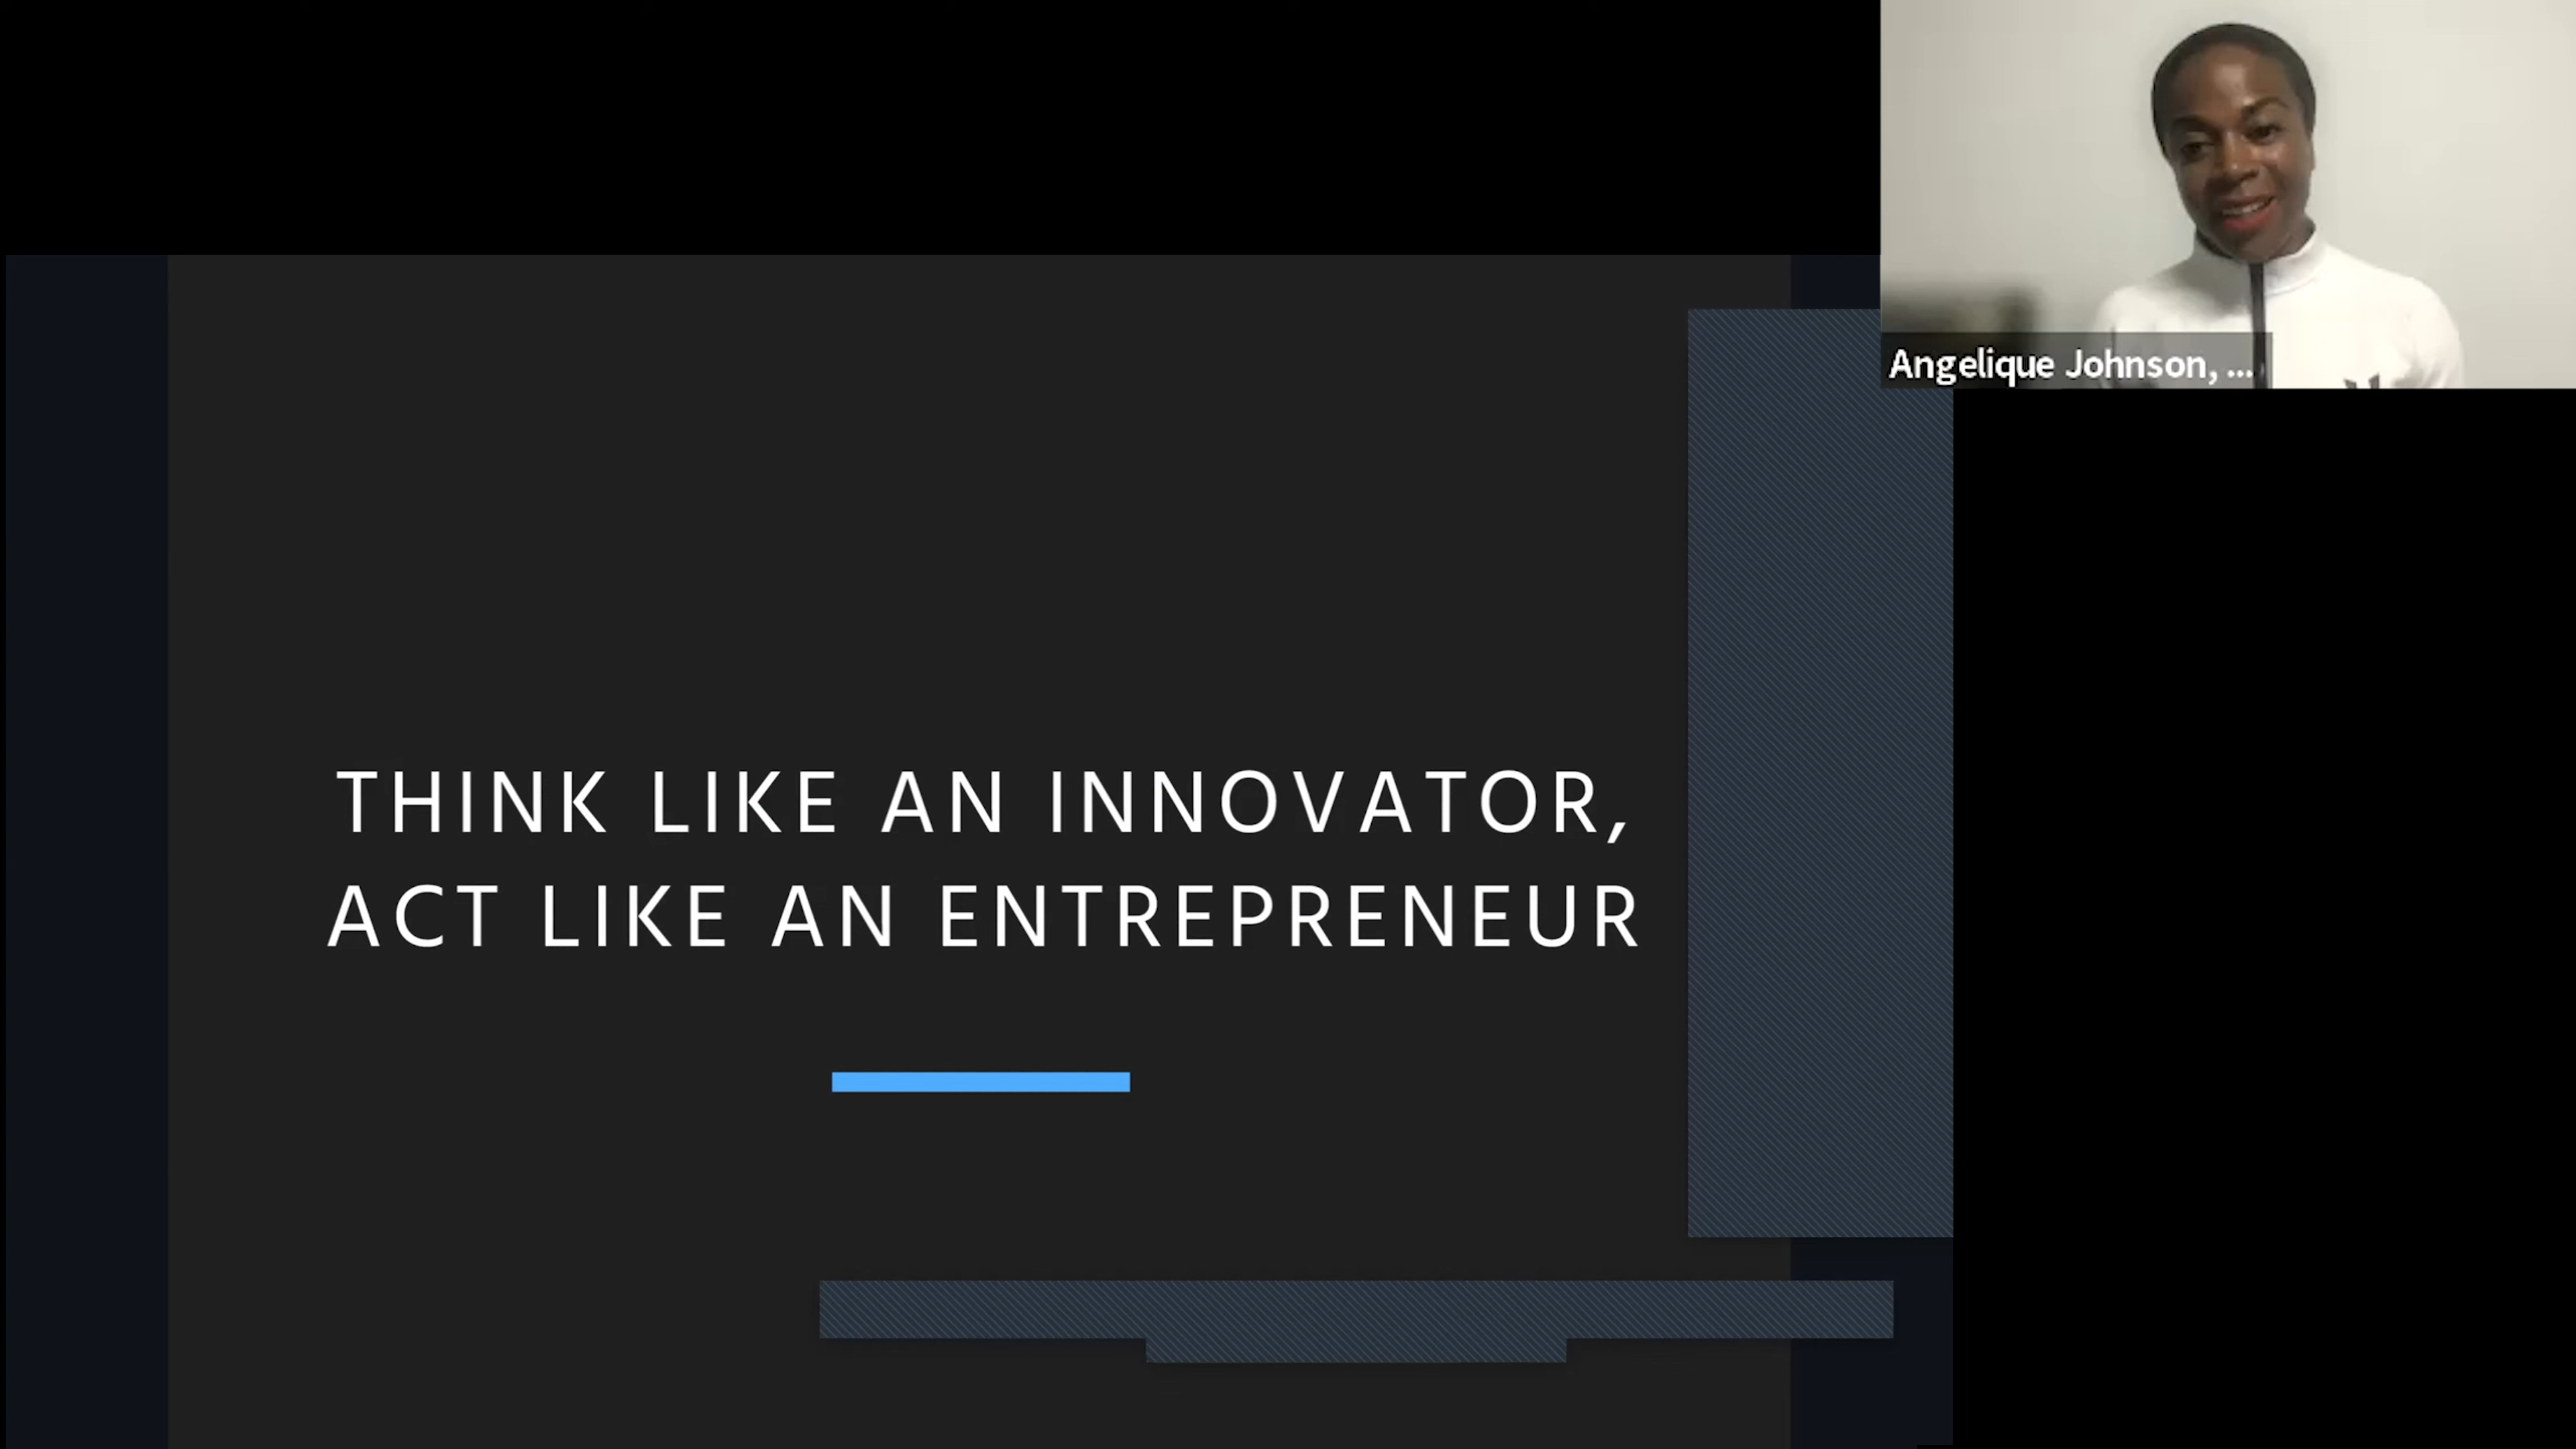 THINK LIKE AN INNOVATOR,
ACT LIKE AN ENTREPRENEUR
Angelique Johnson, ...